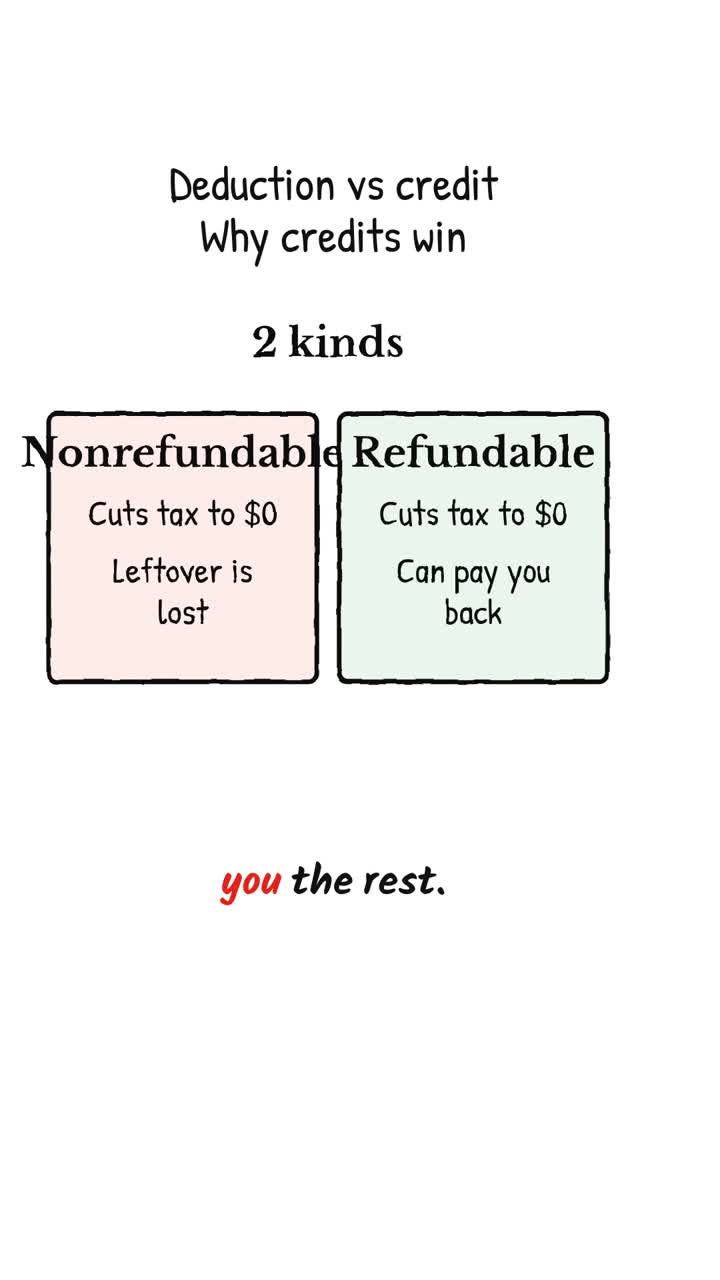 Deduction vs credit
Why credits win
2 kinds
Nonrefundable
Cuts tax to $0
Leftover is
lost
Refundable
Cuts tax to $0
Can pay you
back
you the rest.